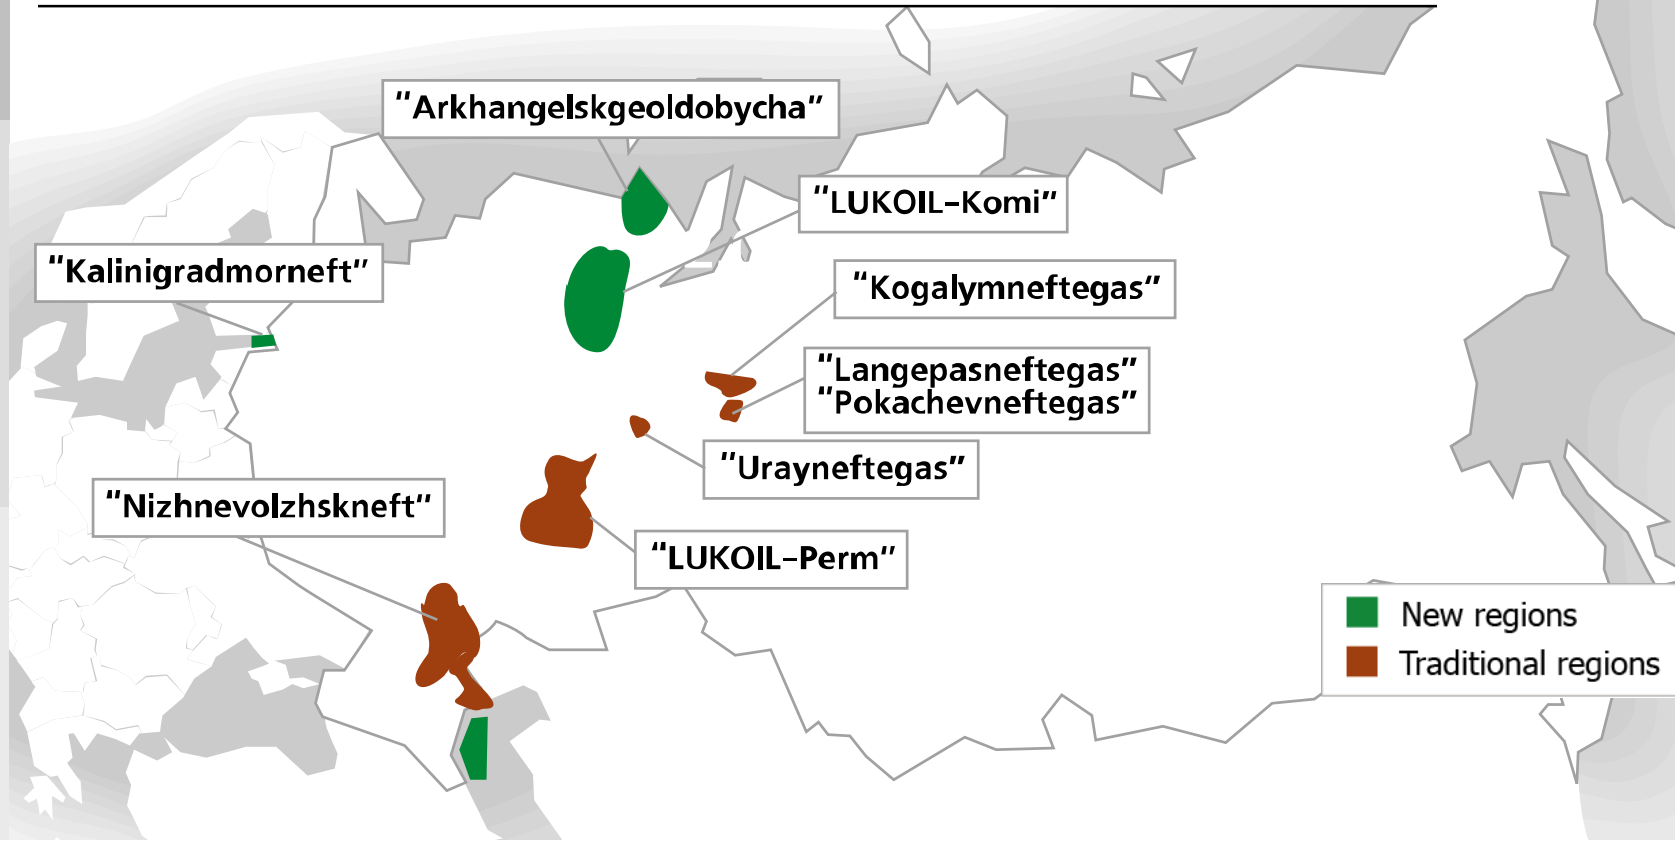 “Arkhangelskgeoldobycha”
“LUKOIL–Komi”
“Kalinigradmorneft”
“Kogalymneftegas”
“Langepasneftegas”
“Pokachevneftegas”
“Urayneftegas”
“Nizhnevolzhskneft”
“LUKOIL–Perm”
New regions
Traditional regions